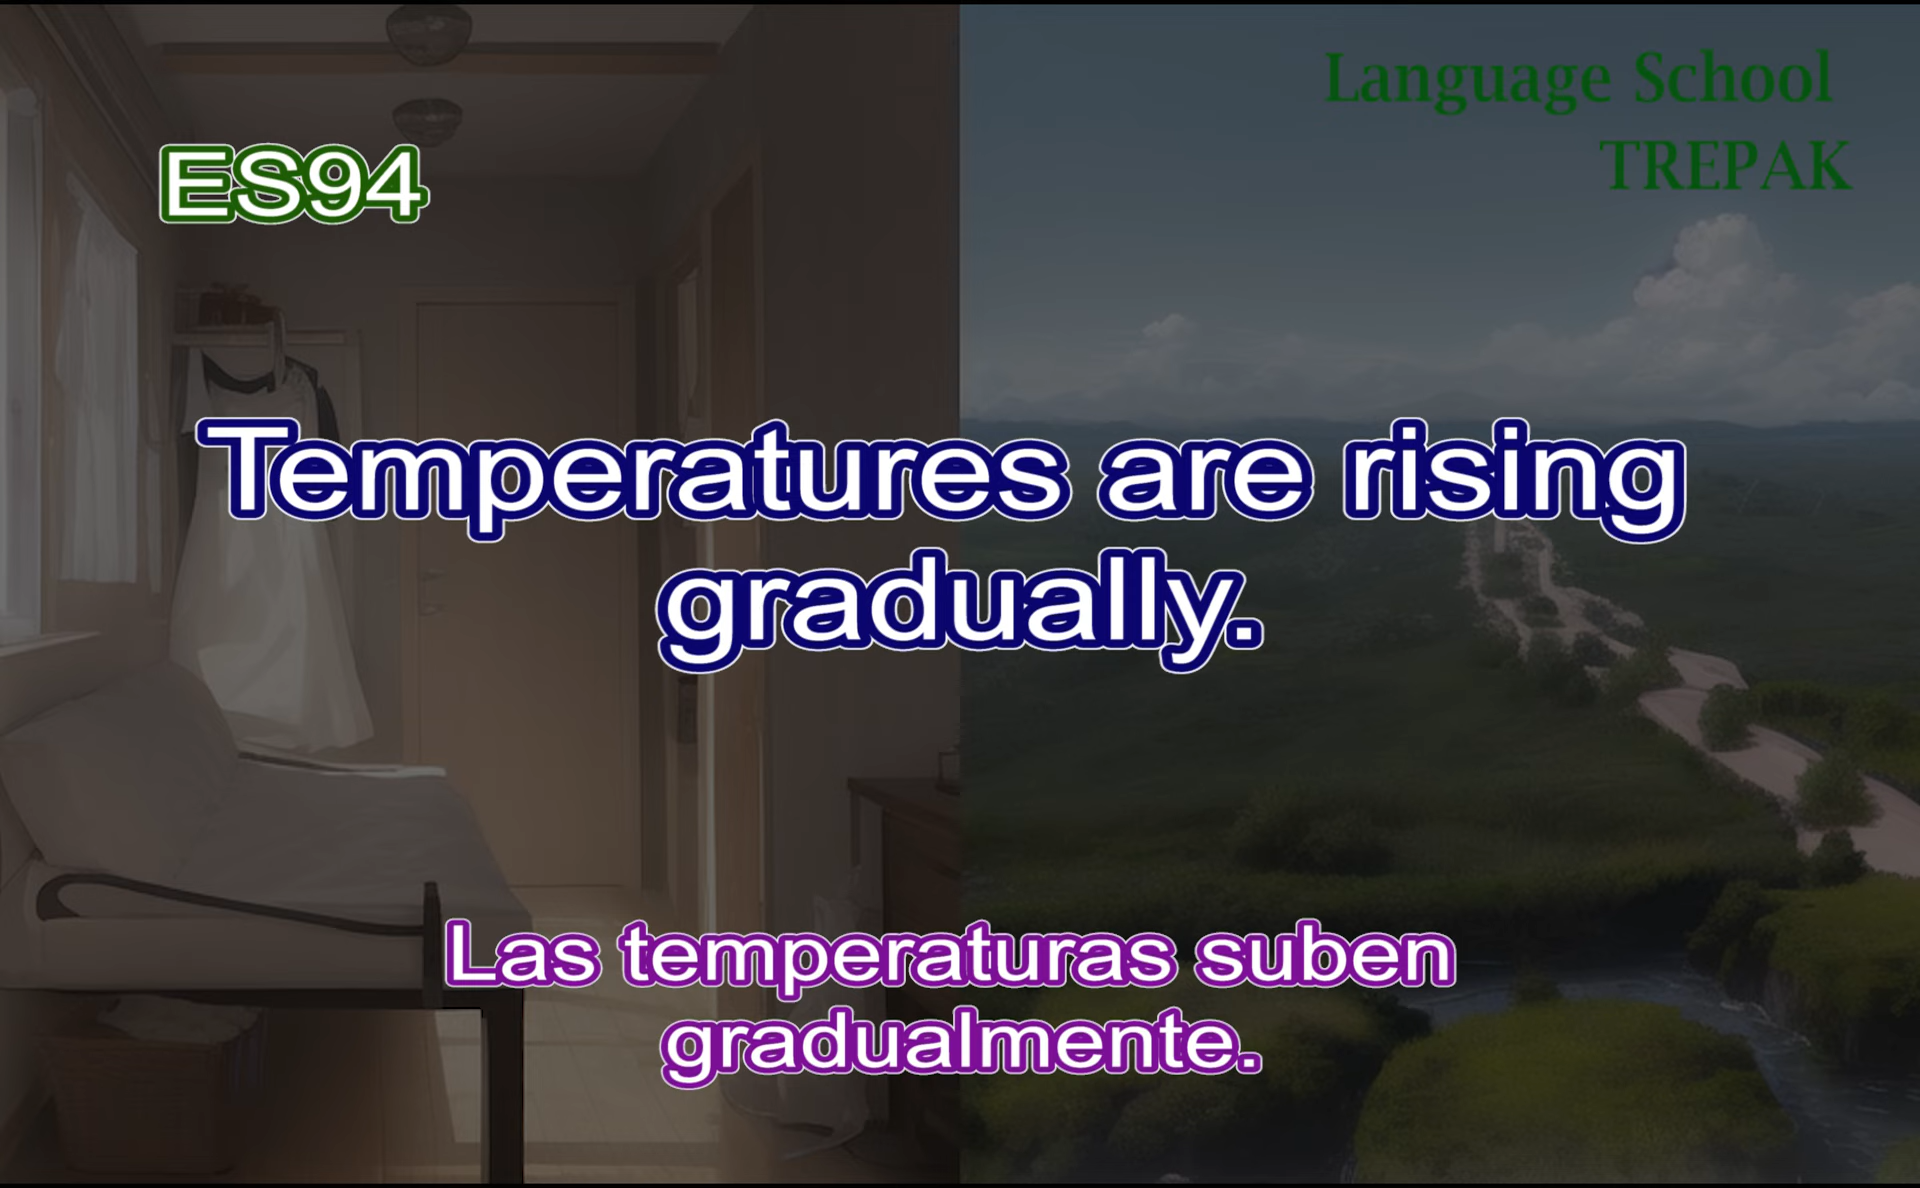 Language School
TREPAK
ES94
Temperatures are rising
gradually.
Las temperaturas suben
gradualmente.